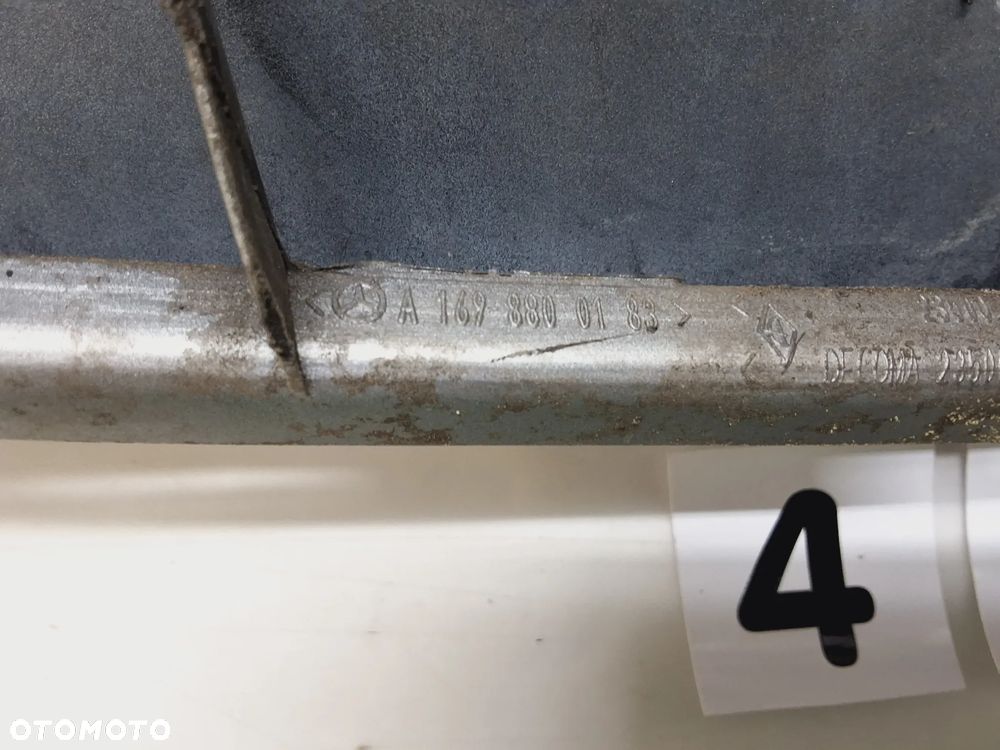 < A 169 880 01 83 >
DECOMA
4
OTOMOTO